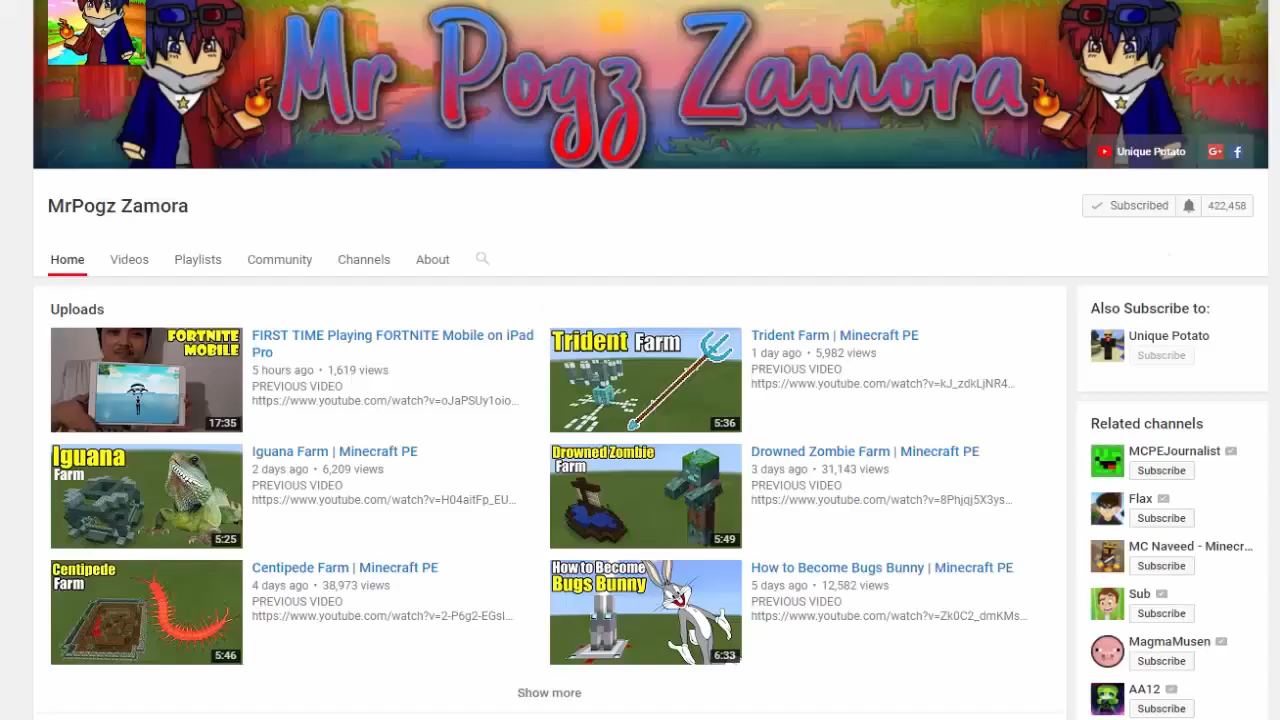 Mr Pogz Zamora
Unique Potato
G+ f
MrPogz Zamora
Subscribed 422,458
Home Videos Playlists Community Channels About
Uploads
FORTNITE
MOBILE
17:35
FIRST TIME Playing FORTNITE Mobile on iPad
Pro
5 hours ago • 1,619 views
PREVIOUS VIDEO
https://www.youtube.com/watch?v=oJaPSUy1oio...
Trident Farm
5:36
Trident Farm | Minecraft PE
1 day ago • 5,982 views
PREVIOUS VIDEO
https://www.youtube.com/watch?v=kJ_zdkLjNR4...
Iguana
Farm
5:25
Iguana Farm | Minecraft PE
2 days ago • 6,209 views
PREVIOUS VIDEO
https://www.youtube.com/watch?v=H04aitFp_EU...
Drowned Zombie
Farm
5:49
Drowned Zombie Farm | Minecraft PE
3 days ago • 31,143 views
PREVIOUS VIDEO
https://www.youtube.com/watch?v=8Phjqj5X3ys...
Centipede
Farm
5:46
Centipede Farm | Minecraft PE
4 days ago • 38,973 views
PREVIOUS VIDEO
https://www.youtube.com/watch?v=2-P6g2-EGsI...
How to Become
Bugs Bunny
6:33
How to Become Bugs Bunny | Minecraft PE
5 days ago • 12,582 views
PREVIOUS VIDEO
https://www.youtube.com/watch?v=Zk0C2_dmKMs...
Show more
Also Subscribe to:
Unique Potato
Subscribe
Related channels
MCPEJournalist
Subscribe
Flax
Subscribe
MC Naveed - Minecr...
Subscribe
Sub
Subscribe
MagmaMusen
Subscribe
AA12
Subscribe